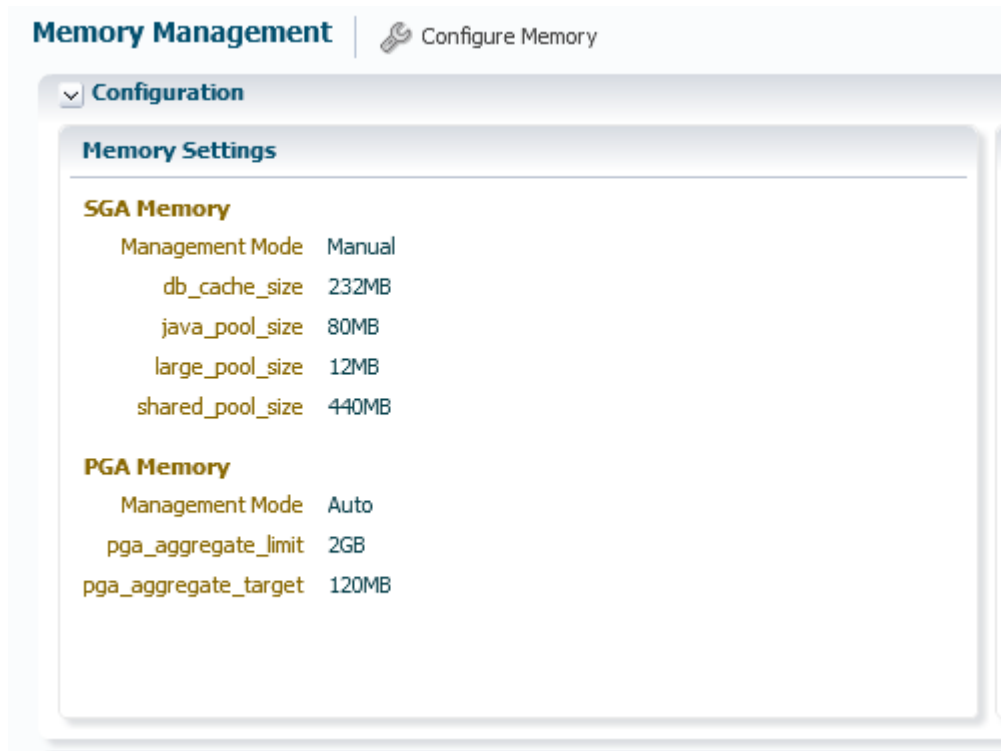 Memory Management Configure Memory
Configuration
Memory Settings
SGA Memory
Management Mode Manual
db_cache_size 232MB
java_pool_size 80MB
large_pool_size 12MB
shared_pool_size 440MB
PGA Memory
Management Mode Auto
pga_aggregate_limit 2GB
pga_aggregate_target 120MB